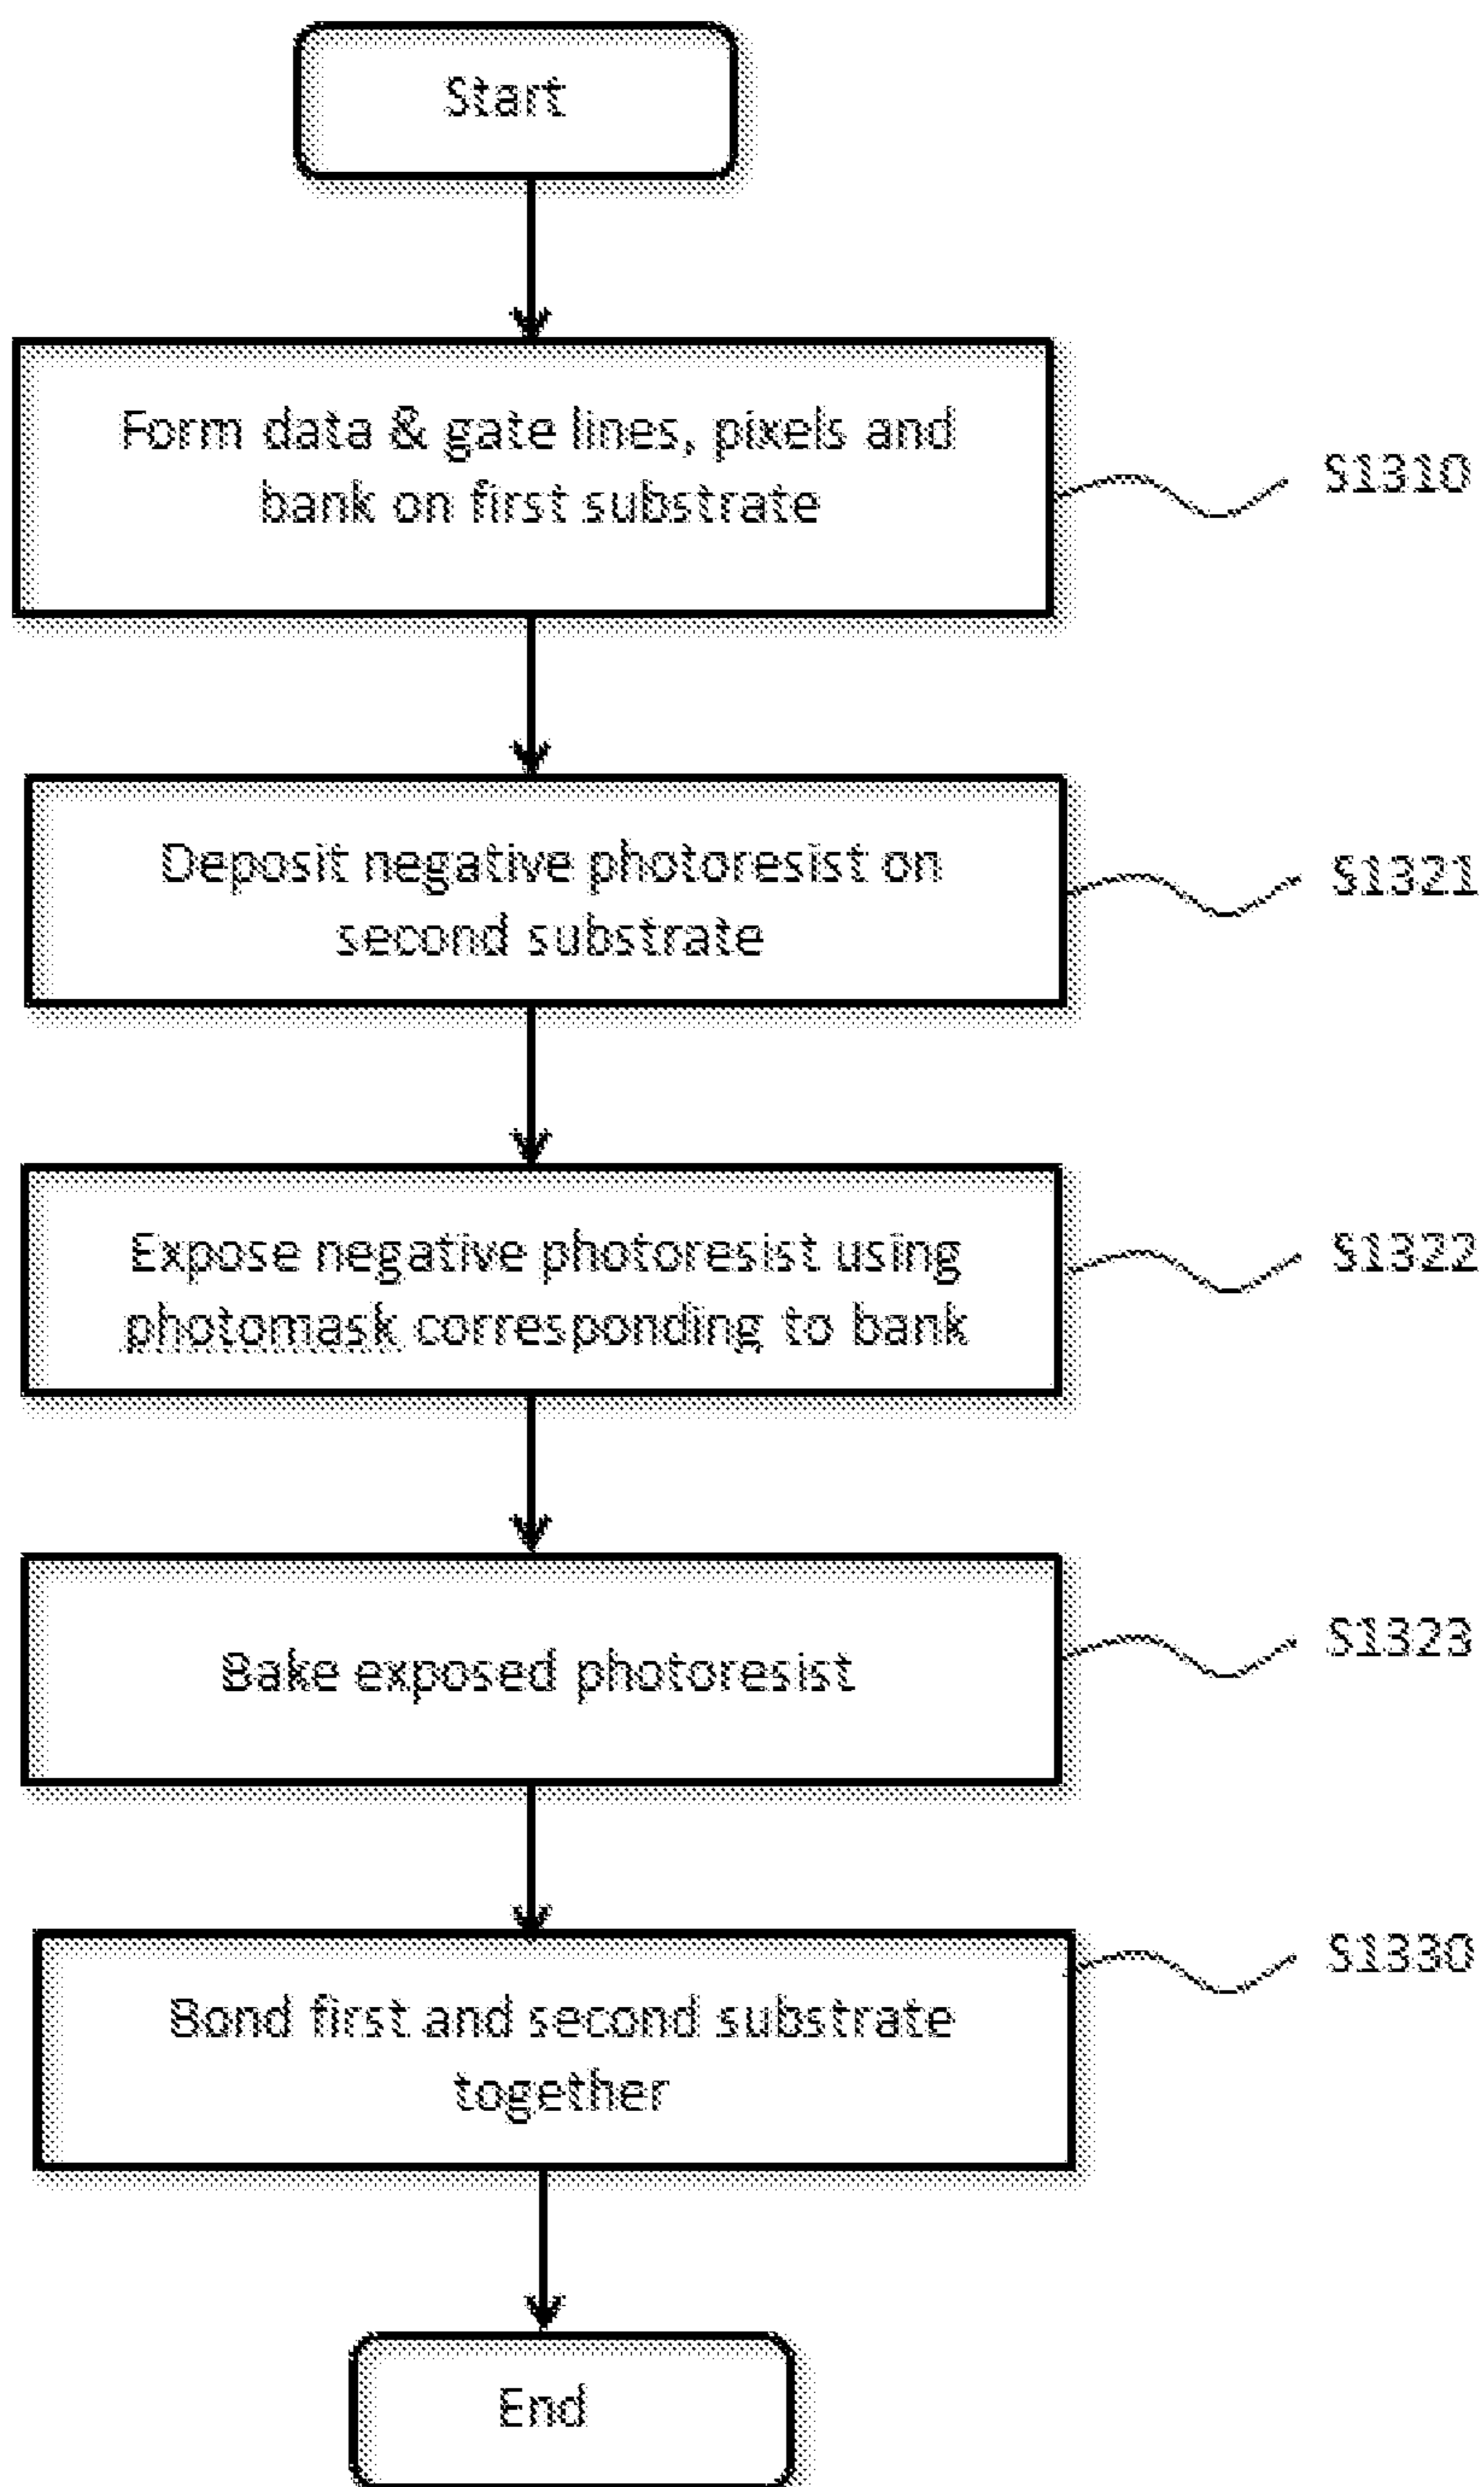 Start
Form data & gate lines, pixels and
bank on first substrate
S1310
Deposit negative photoresist on
second substrate
S1321
Expose negative photoresist using
photomask corresponding to bank
S1322
Bake exposed photoresist
S1323
Bond first and second substrate
together
S1330
End